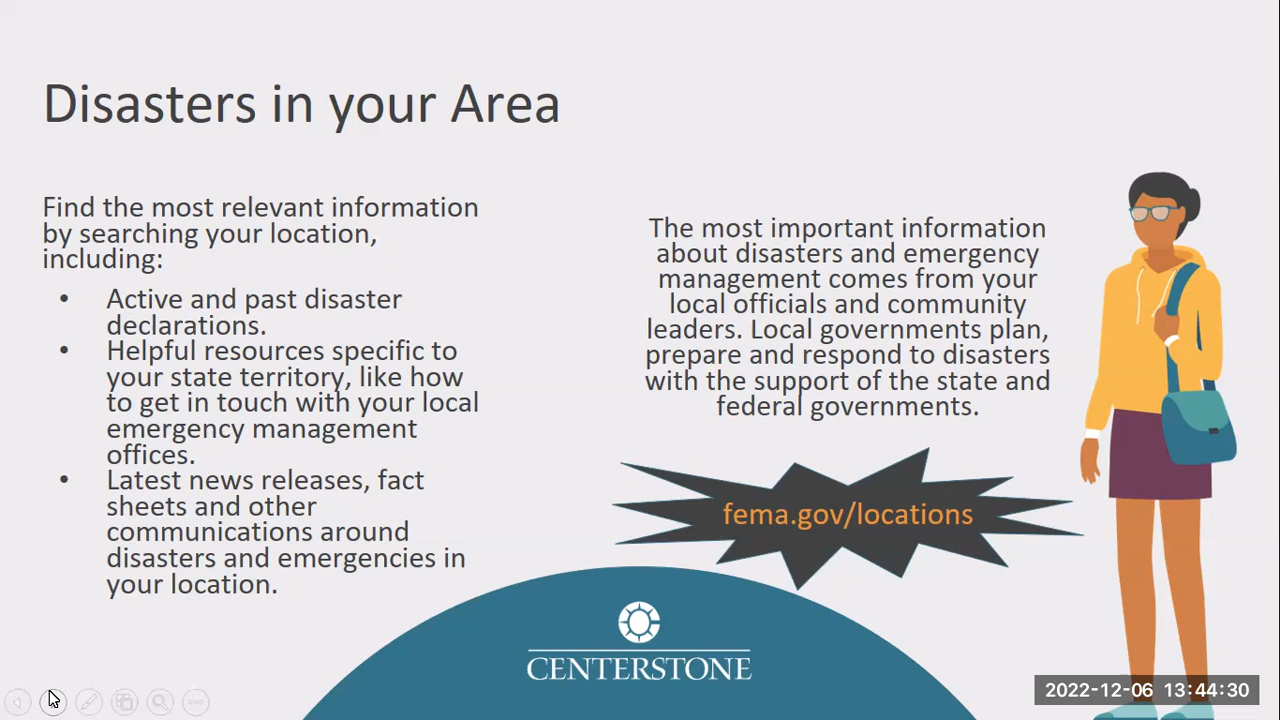 Disasters in your Area
Find the most relevant information
by searching your location,
including:
• Active and past disaster
declarations.
• Helpful resources specific to
your state territory, like how
to get in touch with your local
emergency management
offices.
• Latest news releases, fact
sheets and other
communications around
disasters and emergencies in
your location.
The most important information
about disasters and emergency
management comes from your
local officials and community
leaders. Local governments plan,
prepare and respond to disasters
with the support of the state and
federal governments.
fema.gov/locations
CENTERSTONE
2022-12-06 13:44:30